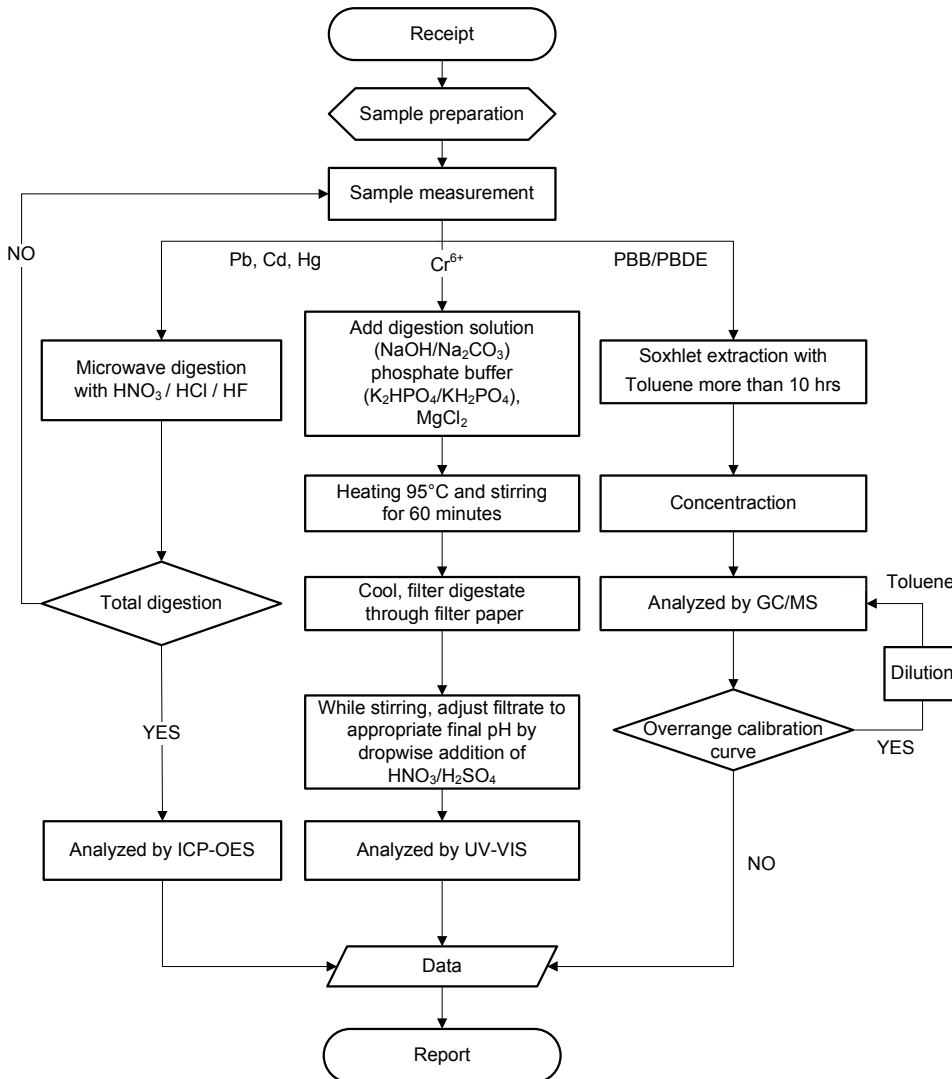 Receipt
Sample preparation
Sample measurement
NO
Pb, Cd, Hg
Cr⁶⁺
PBB/PBDE
Microwave digestion
with HNO₃ / HCl / HF
Add digestion solution
(NaOH/Na₂CO₃)
phosphate buffer
(K₂HPO₄/KH₂PO₄),
MgCl₂
Soxhlet extraction with
Toluene more than 10 hrs
Heating 95°C and stirring
for 60 minutes
Concentraction
Total digestion
Cool, filter digestate
through filter paper
Analyzed by GC/MS
Toluene
Dilution
YES
While stirring, adjust filtrate to
appropriate final pH by
dropwise addition of
HNO₃/H₂SO₄
Overrange calibration
curve
YES
Analyzed by ICP-OES
Analyzed by UV-VIS
NO
Data
Report